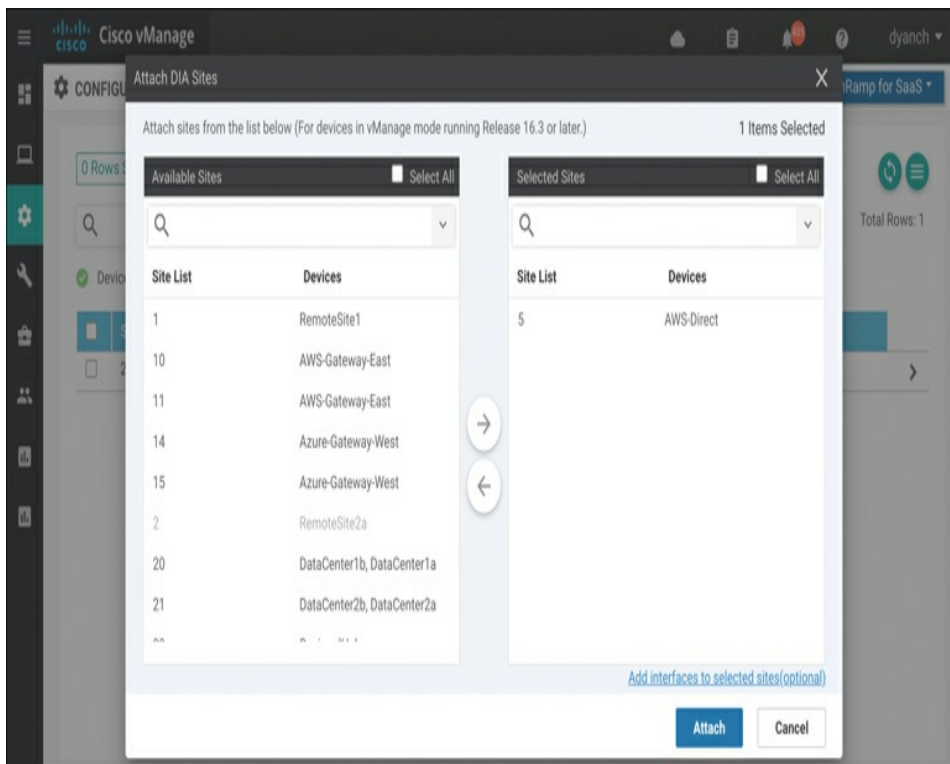 CISCO
Cisco vManage
dyanch
CONFIGU
Attach DIA Sites
X
nRamp for SaaS
Attach sites from the list below (For devices in vManage mode running Release 16.3 or later.)
1 Items Selected
0 Rows S
Available Sites
Select All
Selected Sites
Select All
Total Rows: 1
Device
Site List Devices
1 RemoteSite1
10 AWS-Gateway-East
11 AWS-Gateway-East
14 Azure-Gateway-West
15 Azure-Gateway-West
2 RemoteSite2a
20 DataCenter1b, DataCenter1a
21 DataCenter2b, DataCenter2a
Site List Devices
5 AWS-Direct
S
2
Add interfaces to selected sites(optional)
Attach
Cancel